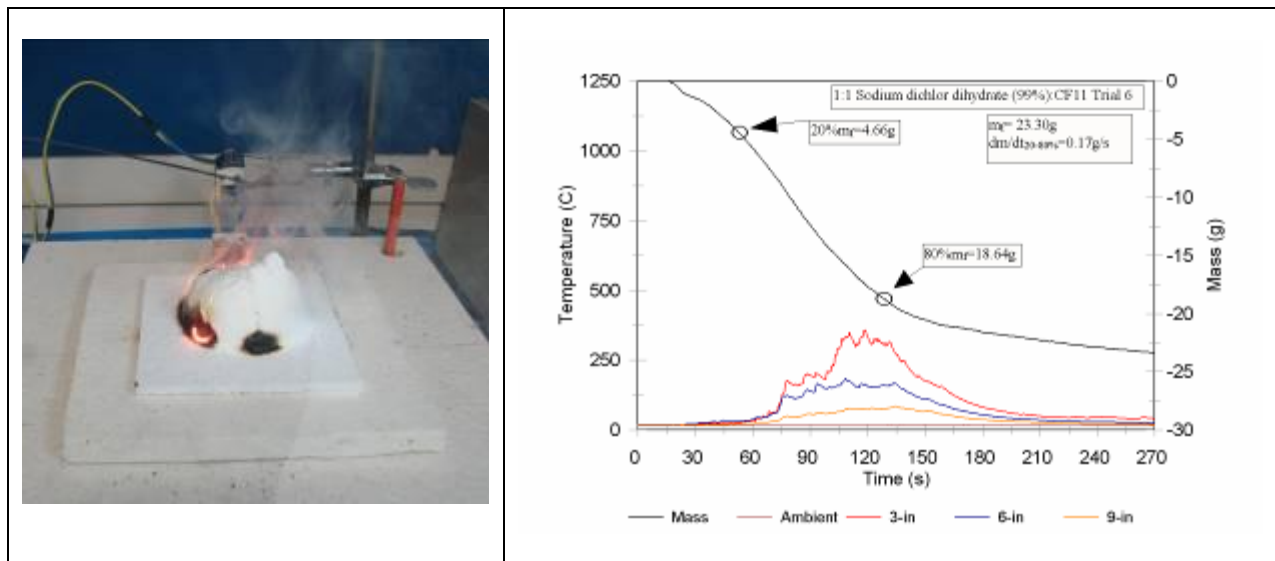 1:1 Sodium dichlor dihydrate (99%):CF11 Trial 6
mf= 23.30g
dm/dt20-80%=0.17g/s
20%mf=4.66g
80%mf=18.64g
Temperature (C)
1250
1000
750
500
250
0
Mass (g)
0
-5
-10
-15
-20
-25
-30
0 30 60 90 120 150 180 210 240 270
Time (s)
Mass Ambient 3-in 6-in 9-in